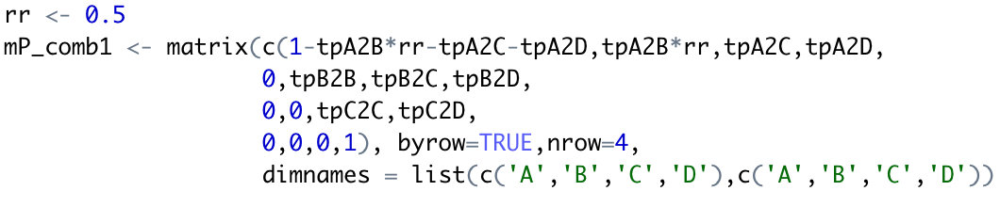 rr <- 0.5
mP_comb1 <- matrix(c(1-tpA2B*rr-tpA2C-tpA2D,tpA2B*rr,tpA2C,tpA2D,
0,tpB2B,tpB2C,tpB2D,
0,0,tpC2C,tpC2D,
0,0,0,1), byrow=TRUE,nrow=4,
dimnames = list(c('A','B','C','D'),c('A','B','C','D'))